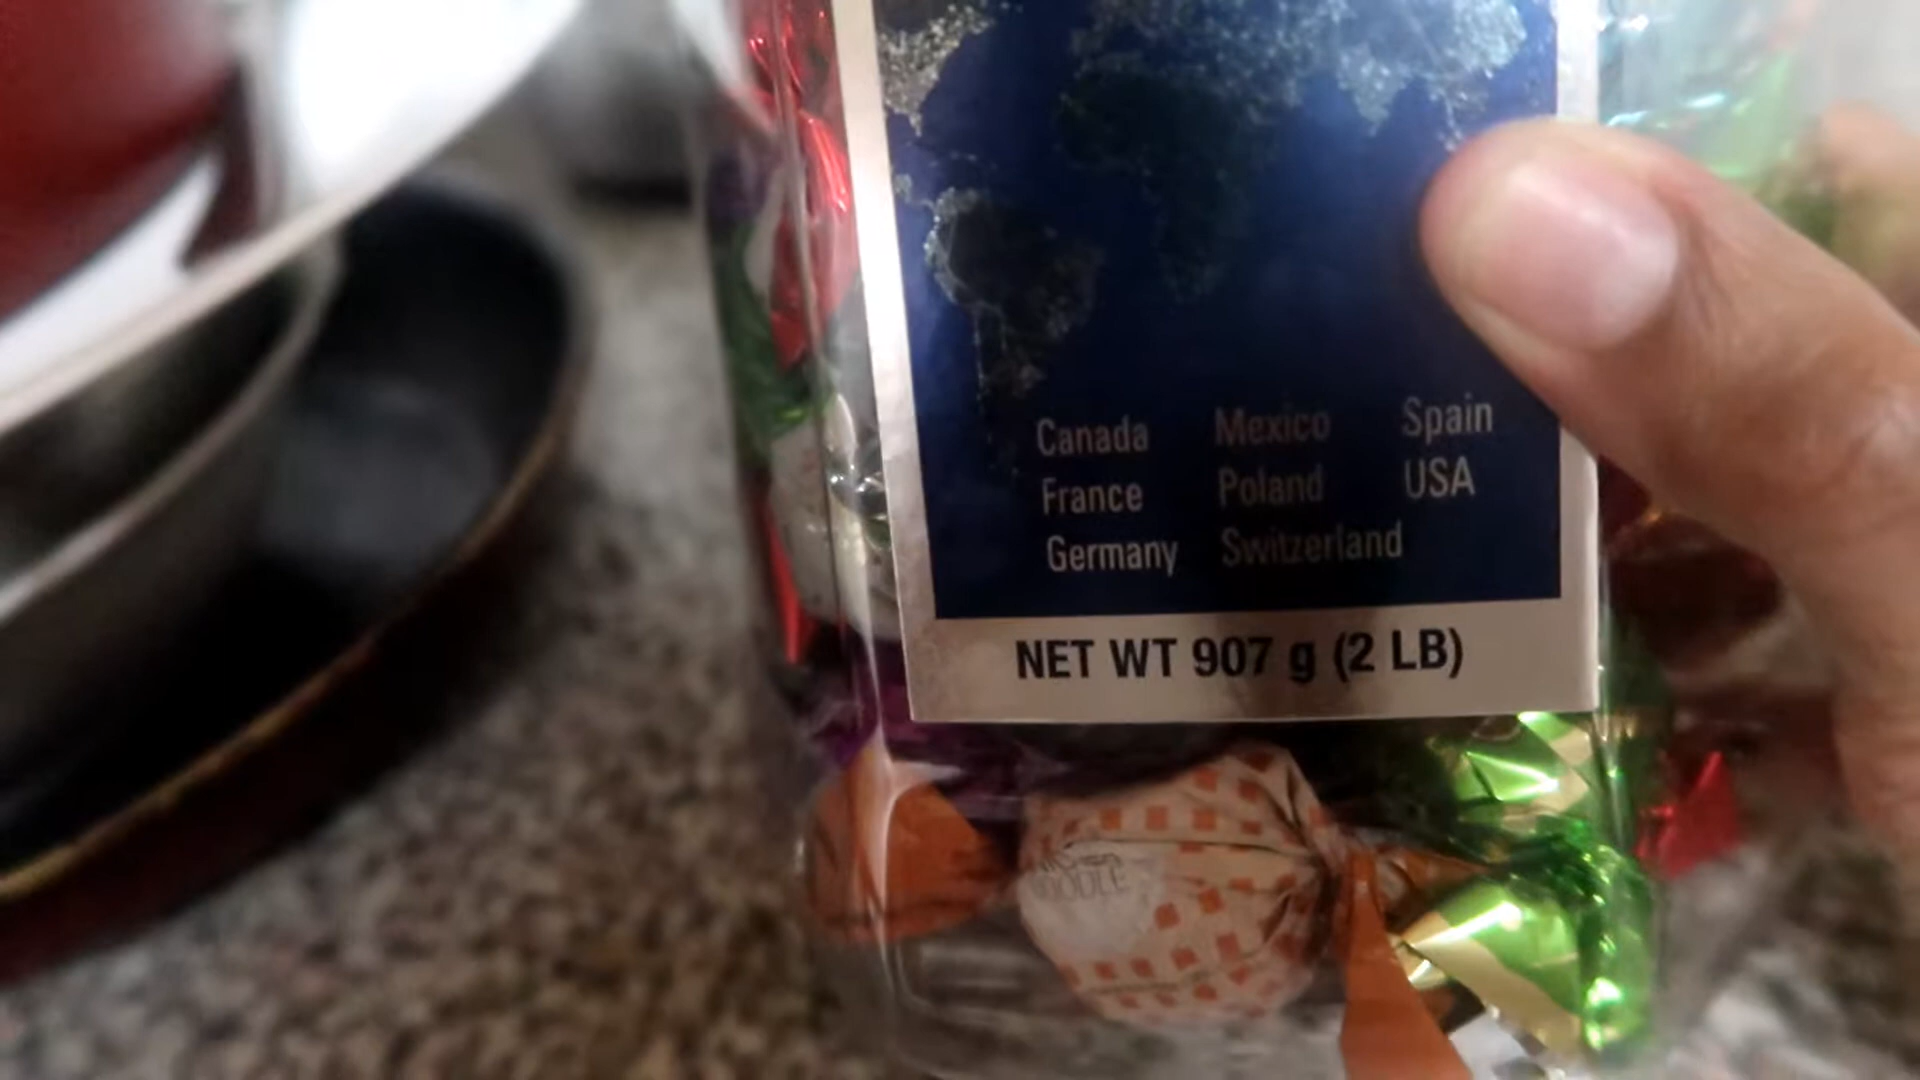 Canada Mexico Spain
France Poland USA
Germany Switzerland
NET WT 907 g (2 LB)